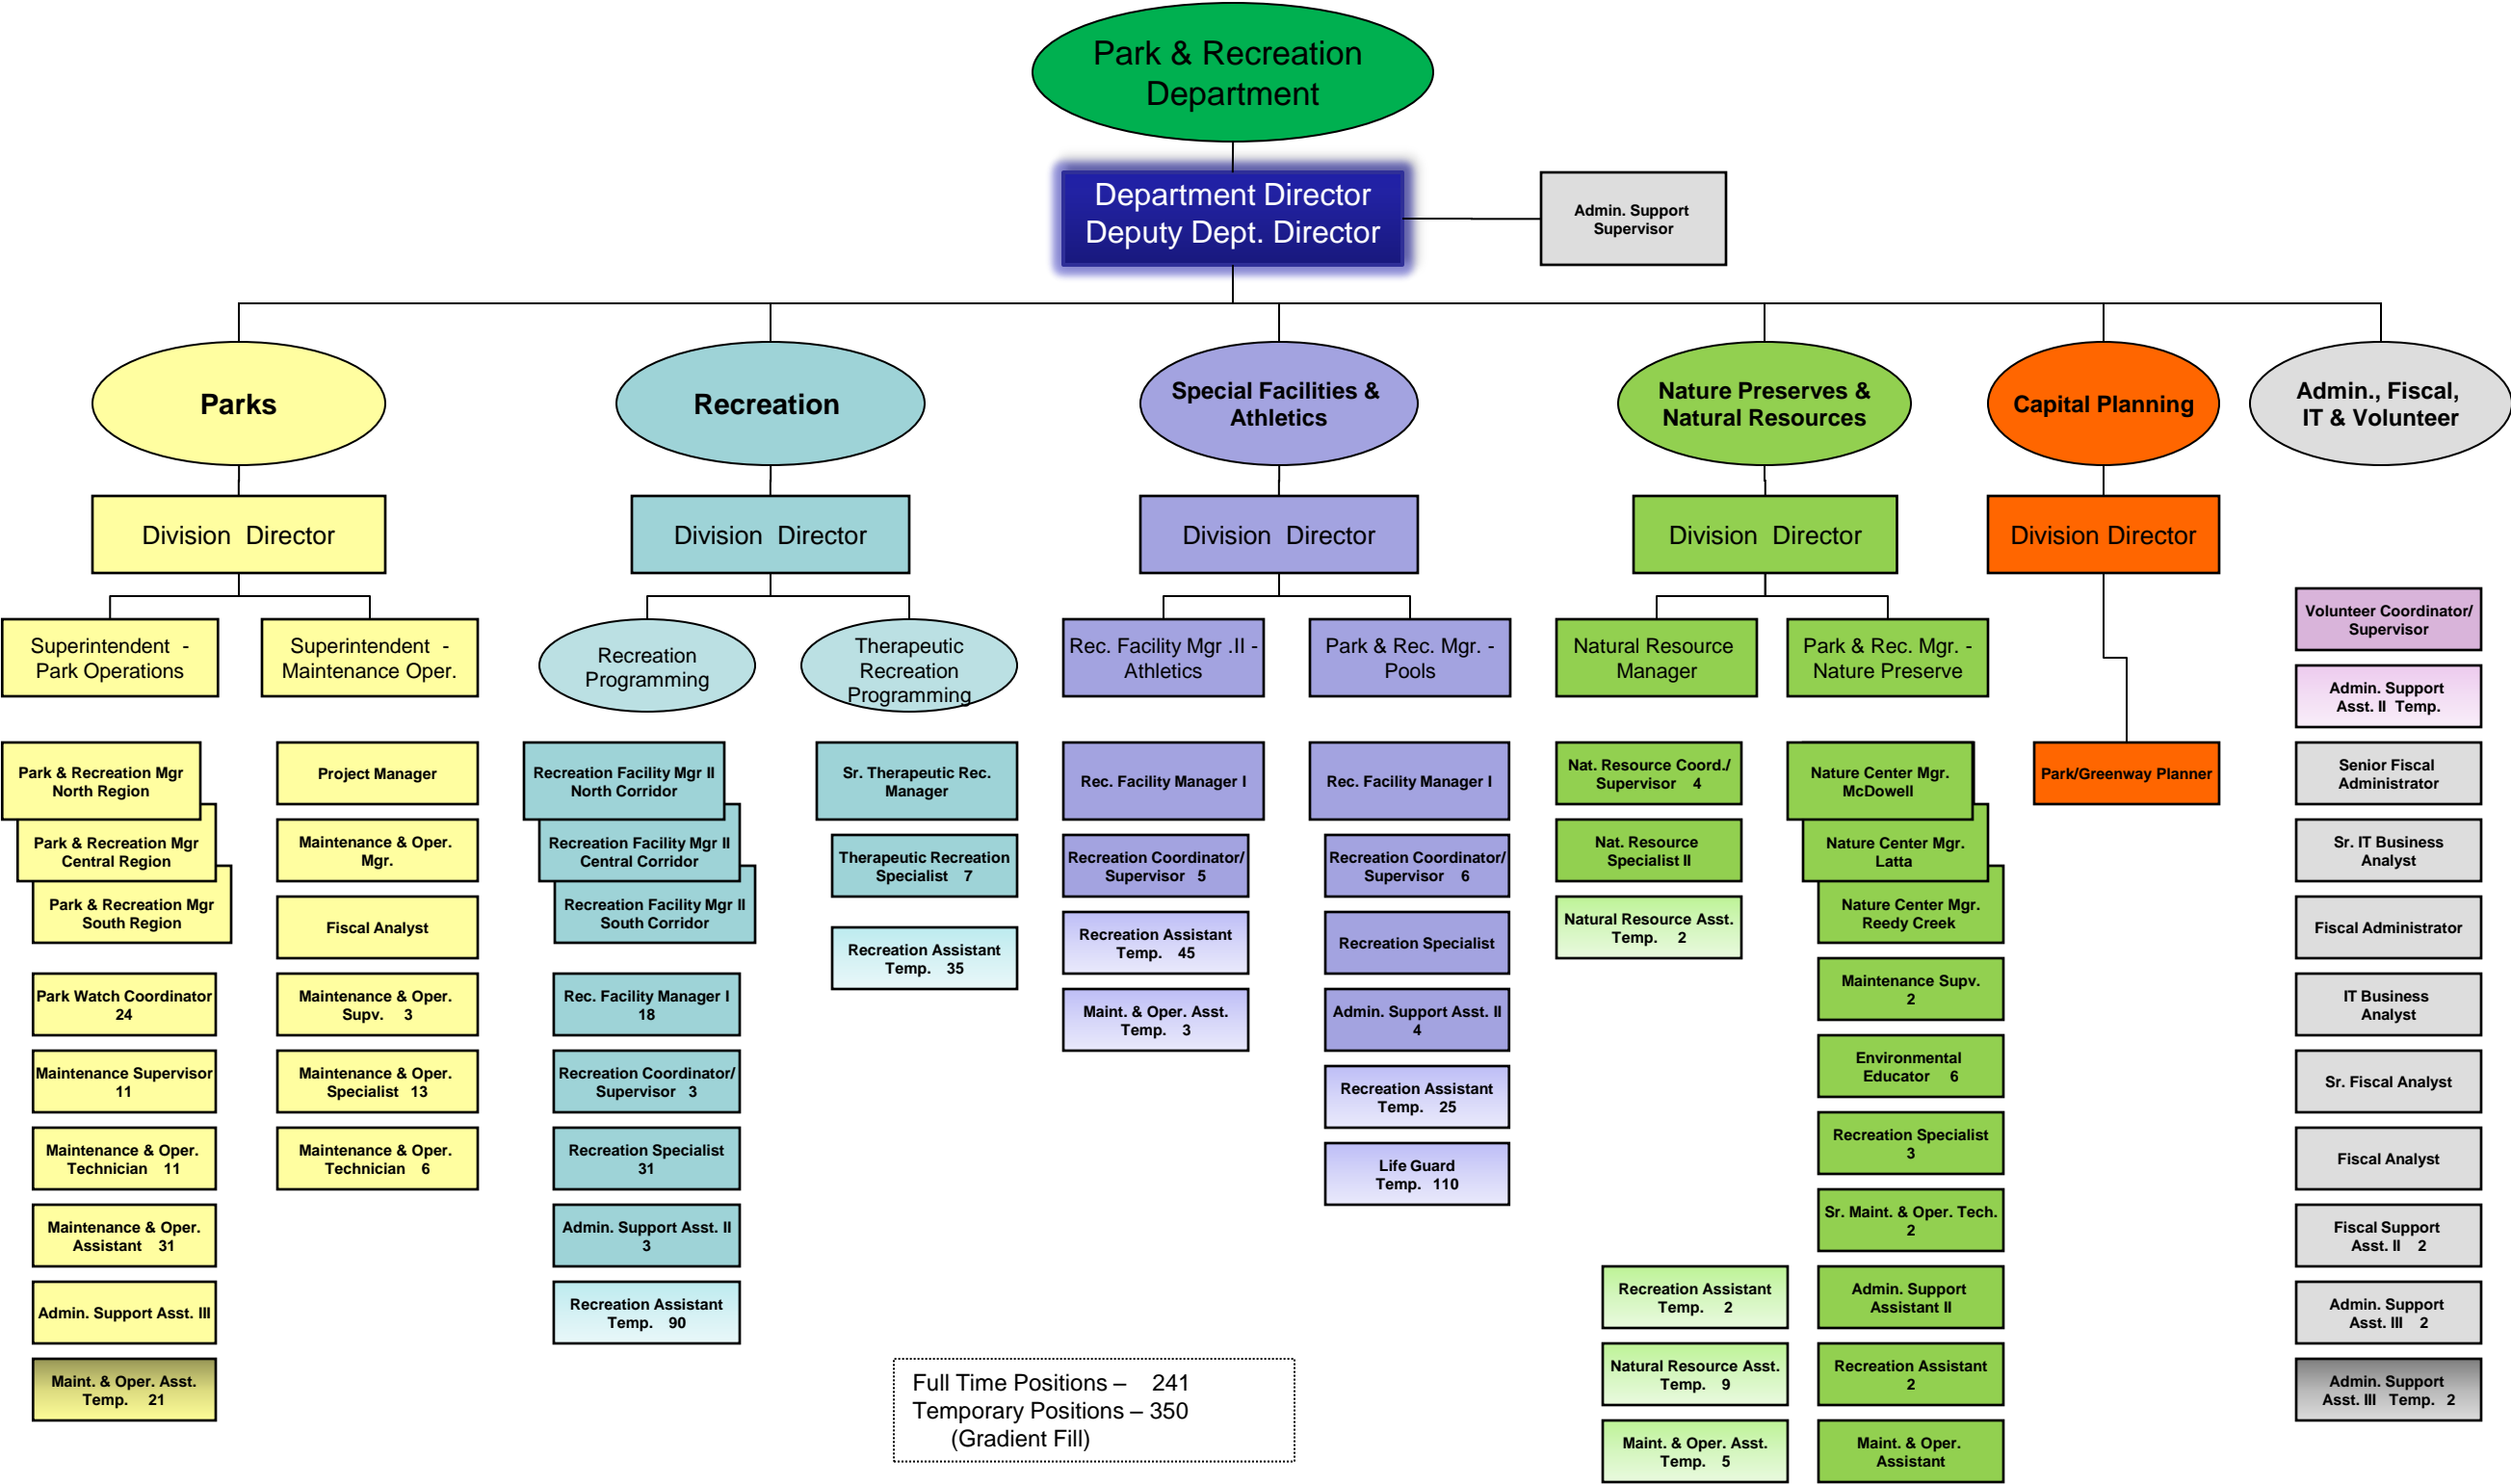 Park & Recreation
Department
Department Director
Deputy Dept. Director
Admin. Support
Supervisor
Parks
Recreation
Special Facilities &
Athletics
Nature Preserves &
Natural Resources
Capital Planning
Admin., Fiscal,
IT & Volunteer
Division Director
Division Director
Division Director
Division Director
Division Director
Superintendent -
Park Operations
Superintendent -
Maintenance Oper.
Recreation
Programming
Therapeutic
Recreation
Programming
Rec. Facility Mgr .II -
Athletics
Park & Rec. Mgr. -
Pools
Natural Resource
Manager
Park & Rec. Mgr. -
Nature Preserve
Park & Recreation Mgr
North Region
Park & Recreation Mgr
Central Region
Park & Recreation Mgr
South Region
Park Watch Coordinator
24
Maintenance Supervisor
11
Maintenance & Oper.
Technician 11
Maintenance & Oper.
Assistant 31
Admin. Support Asst. III
Maint. & Oper. Asst.
Temp. 21
Project Manager
Maintenance & Oper.
Mgr.
Fiscal Analyst
Maintenance & Oper.
Supv. 3
Maintenance & Oper.
Specialist 13
Maintenance & Oper.
Technician 6
Recreation Facility Mgr II
North Corridor
Recreation Facility Mgr II
Central Corridor
Recreation Facility Mgr II
South Corridor
Rec. Facility Manager I
18
Recreation Coordinator/
Supervisor 3
Recreation Specialist
31
Admin. Support Asst. II
3
Recreation Assistant
Temp. 90
Sr. Therapeutic Rec.
Manager
Therapeutic Recreation
Specialist 7
Recreation Assistant
Temp. 35
Rec. Facility Manager I
Recreation Coordinator/
Supervisor 5
Recreation Assistant
Temp. 45
Maint. & Oper. Asst.
Temp. 3
Rec. Facility Manager I
Recreation Coordinator/
Supervisor 6
Recreation Specialist
Admin. Support Asst. II
4
Recreation Assistant
Temp. 25
Life Guard
Temp. 110
Nat. Resource Coord./
Supervisor 4
Nat. Resource
Specialist II
Natural Resource Asst.
Temp. 2
Recreation Assistant
Temp. 2
Natural Resource Asst.
Temp. 9
Maint. & Oper. Asst.
Temp. 5
Nature Center Mgr.
McDowell
Nature Center Mgr.
Latta
Nature Center Mgr.
Reedy Creek
Maintenance Supv.
2
Environmental
Educator 6
Recreation Specialist
3
Sr. Maint. & Oper. Tech.
2
Admin. Support
Assistant II
Recreation Assistant
2
Maint. & Oper.
Assistant
Park/Greenway Planner
Volunteer Coordinator/
Supervisor
Admin. Support
Asst. II Temp.
Senior Fiscal
Administrator
Sr. IT Business
Analyst
Fiscal Administrator
IT Business
Analyst
Sr. Fiscal Analyst
Fiscal Analyst
Fiscal Support
Asst. II 2
Admin. Support
Asst. III 2
Admin. Support
Asst. III Temp. 2
Full Time Positions – 241
Temporary Positions – 350
(Gradient Fill)